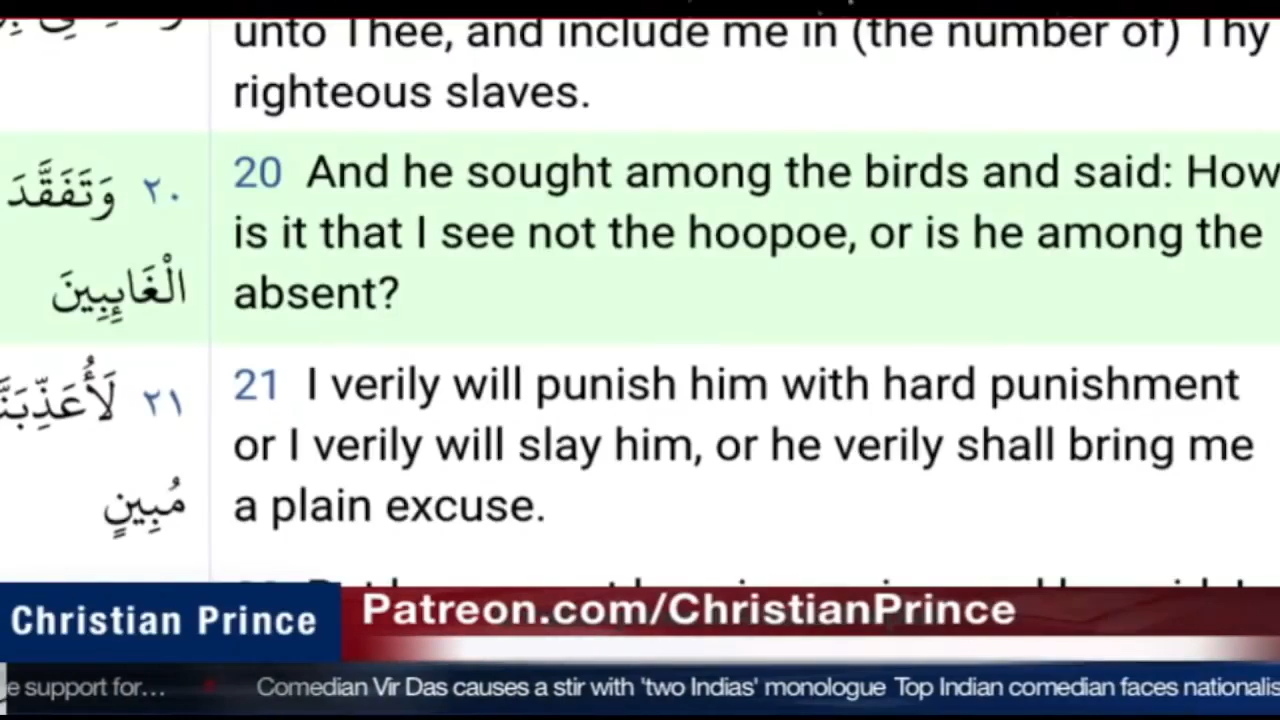 unto Thee, and include me in (the number of) Thy
righteous slaves.
٢٠ وَتَفَقَّدَ
الْغَائِبِينَ
20 And he sought among the birds and said: How
is it that I see not the hoopoe, or is he among the
absent?
٢١ لَأُعَذِّبَنَّ
مُبِينٍ
21 I verily will punish him with hard punishment
or I verily will slay him, or he verily shall bring me
a plain excuse.
Christian Prince
Patreon.com/ChristianPrince
e support for... Comedian Vir Das causes a stir with 'two Indias' monologue Top Indian comedian faces nationalis